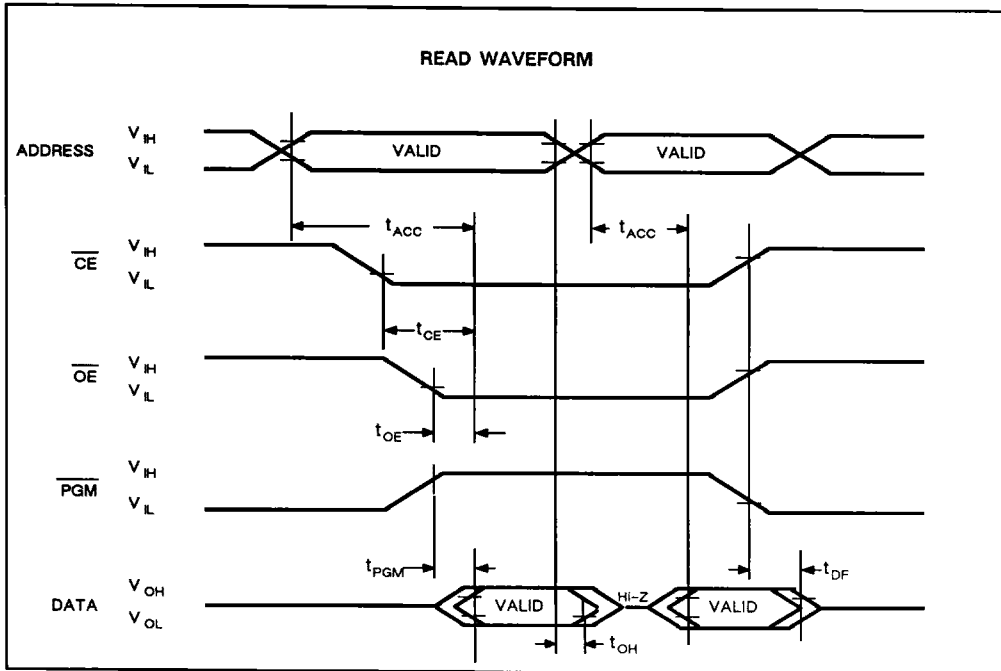 READ WAVEFORM
ADDRESS
V IH
V IL
VALID
VALID
t ACC
t ACC
CE
V IH
V IL
t CE
OE
V IH
V IL
t OE
PGM
V IH
V IL
t PGM
t DF
DATA
V OH
V OL
VALID
Hi-Z
VALID
t OH